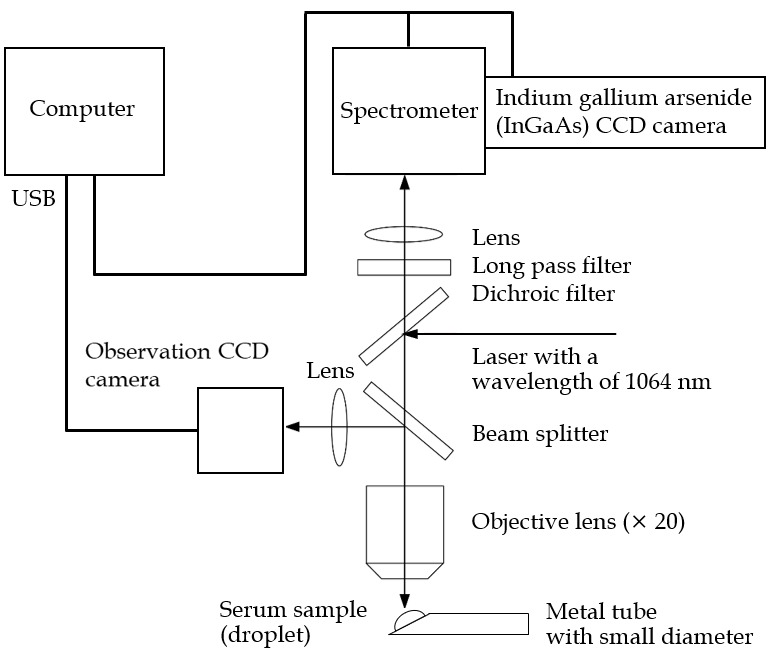 Computer
Spectrometer
Indium gallium arsenide
(InGaAs) CCD camera
USB
Lens
Long pass filter
Dichroic filter
Observation CCD
camera
Lens
Laser with a
wavelength of 1064 nm
Beam splitter
Objective lens (× 20)
Serum sample
(droplet)
Metal tube
with small diameter